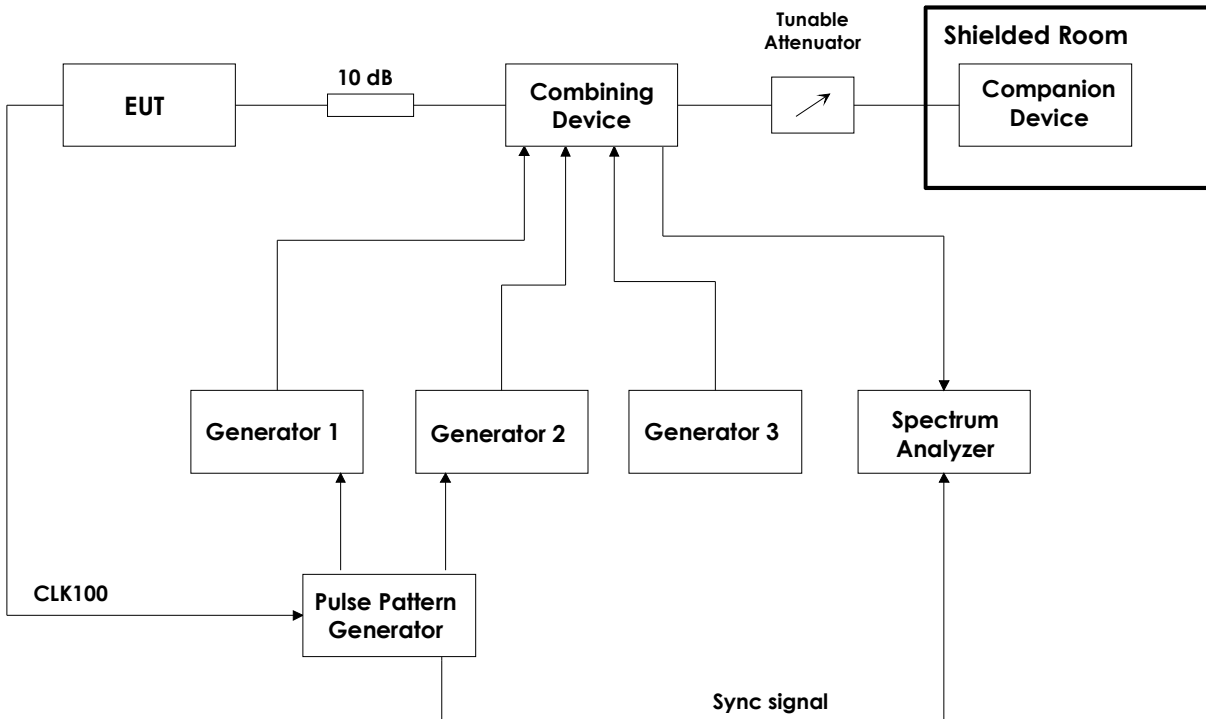 Tunable
Attenuator
Shielded Room
10 dB
EUT
Combining
Device
Companion
Device
Generator 1
Generator 2
Generator 3
Spectrum
Analyzer
CLK100
Pulse Pattern
Generator
Sync signal